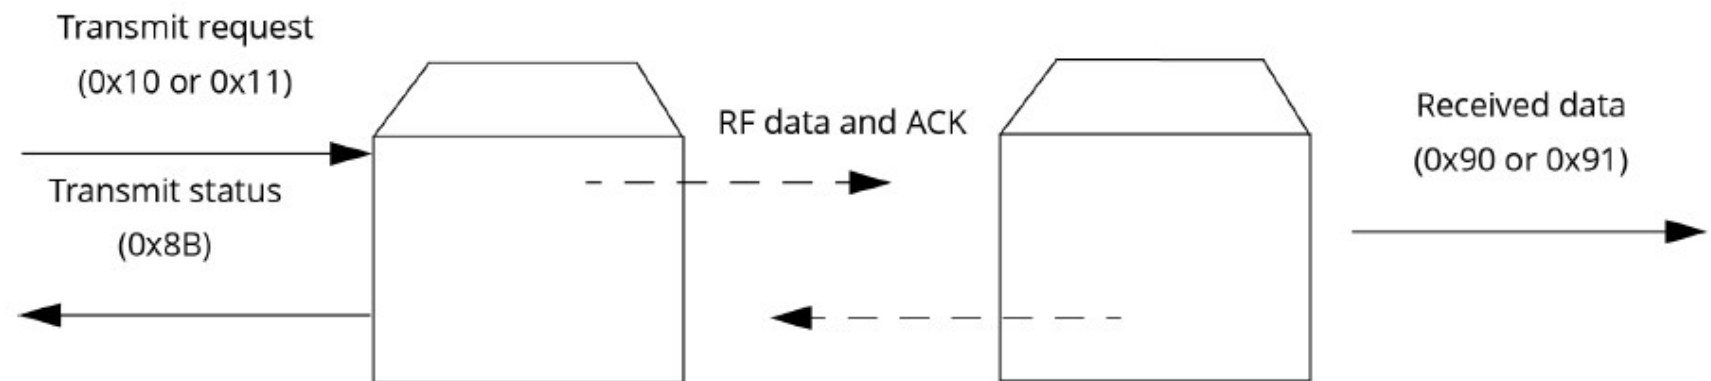 Transmit request
(0x10 or 0x11)
Transmit status
(0x8B)
RF data and ACK
Received data
(0x90 or 0x91)